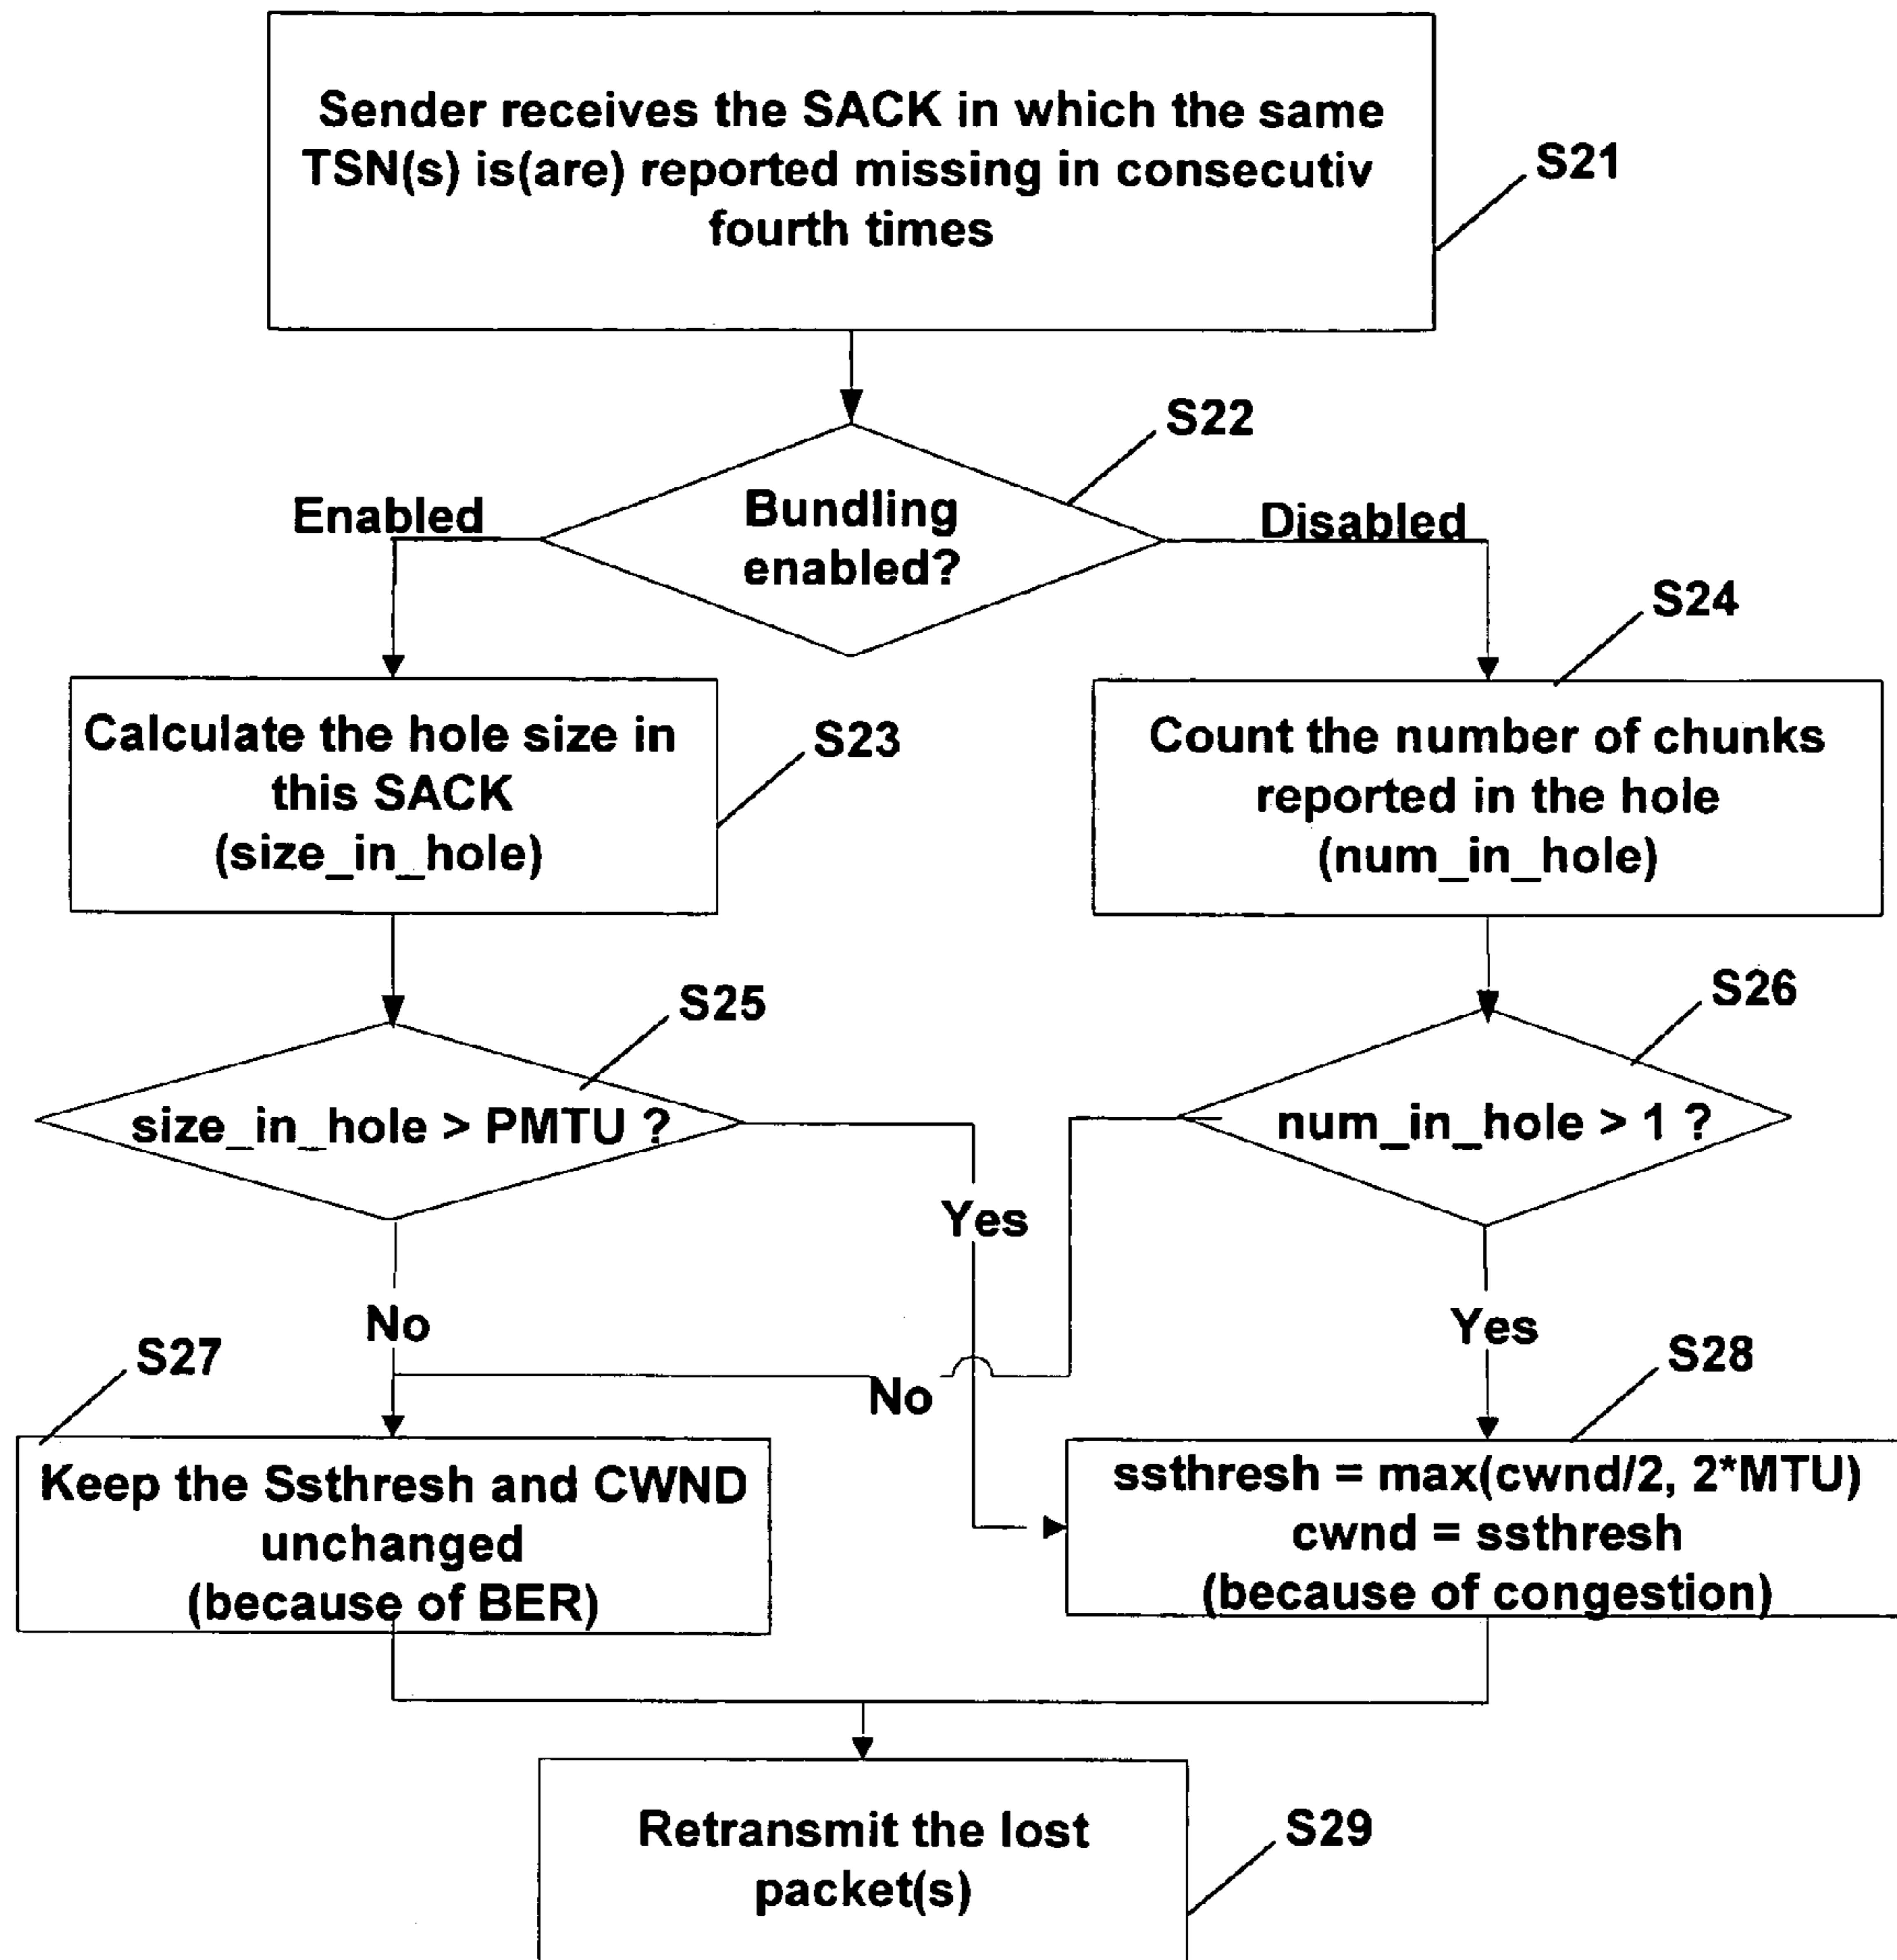 Sender receives the SACK in which the same
TSN(s) is(are) reported missing in consecutiv
fourth times
S21
S22
Bundling
enabled?
Enabled
Disabled
S24
Calculate the hole size in
this SACK
(size_in_hole)
S23
Count the number of chunks
reported in the hole
(num_in_hole)
S25
S26
size_in_hole > PMTU ?
num_in_hole > 1 ?
Yes
No
Yes
S27
No
S28
Keep the Ssthresh and CWND
unchanged
(because of BER)
ssthresh = max(cwnd/2, 2*MTU)
cwnd = ssthresh
(because of congestion)
Retransmit the lost
packet(s)
S29